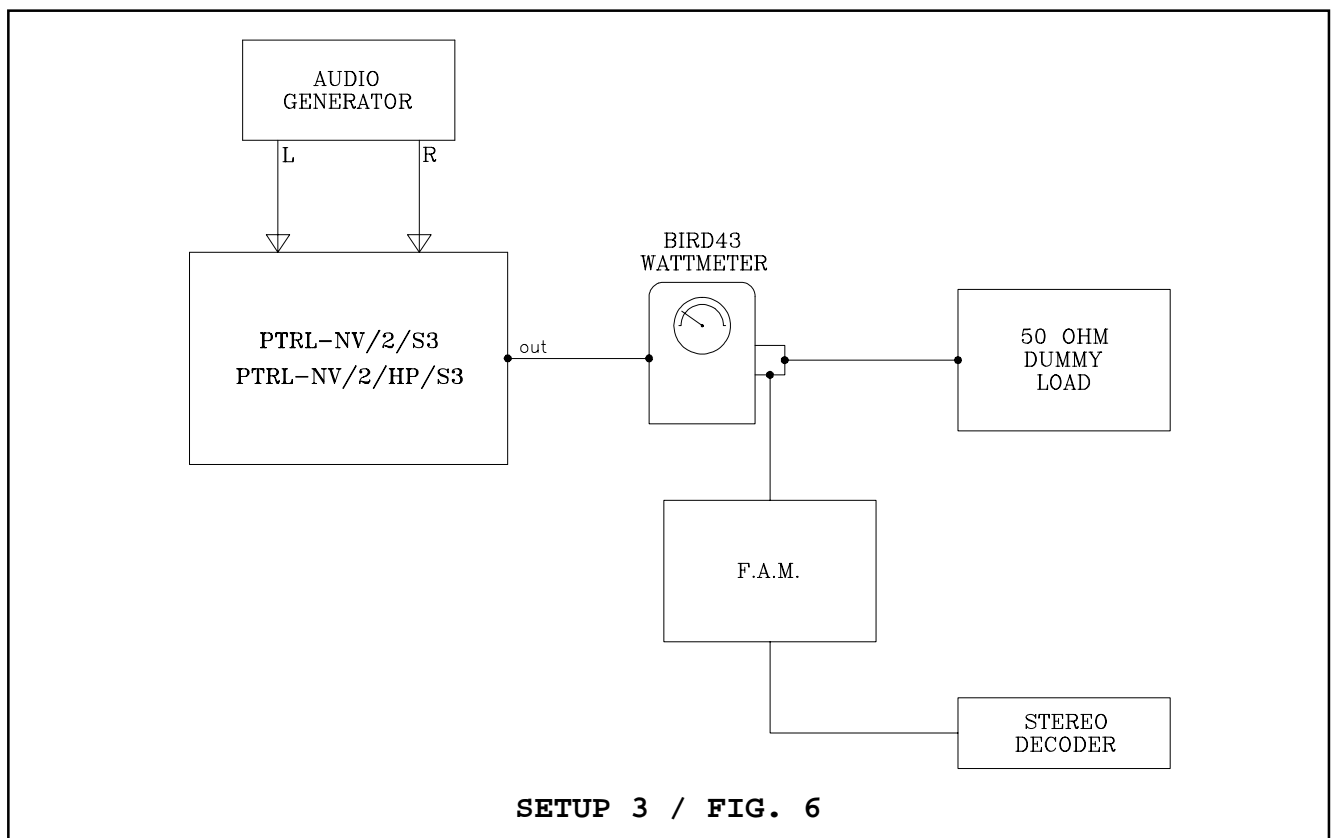 AUDIO
GENERATOR
L
R
BIRD43
WATTMETER
PTRL-NV/2/S3
PTRL-NV/2/HP/S3
out
50 OHM
DUMMY
LOAD
F.A.M.
STEREO
DECODER
SETUP 3 / FIG. 6